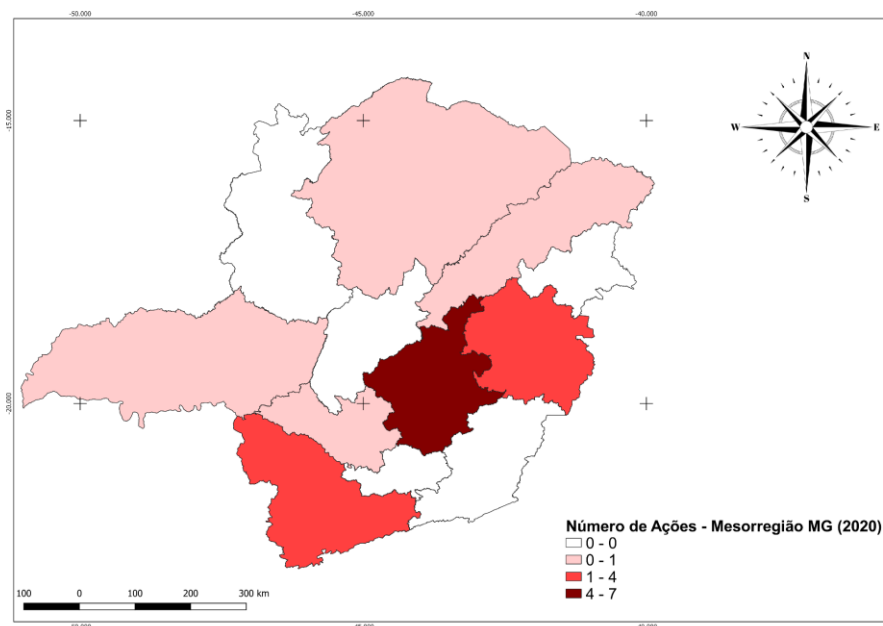 -50.000 -45.000 -40.000
N
-15.000
W E
S
-20.000
Número de Ações - Mesorregião MG (2020)
0 - 0
0 - 1
1 - 4
4 - 7
100 0 100 200 300 km